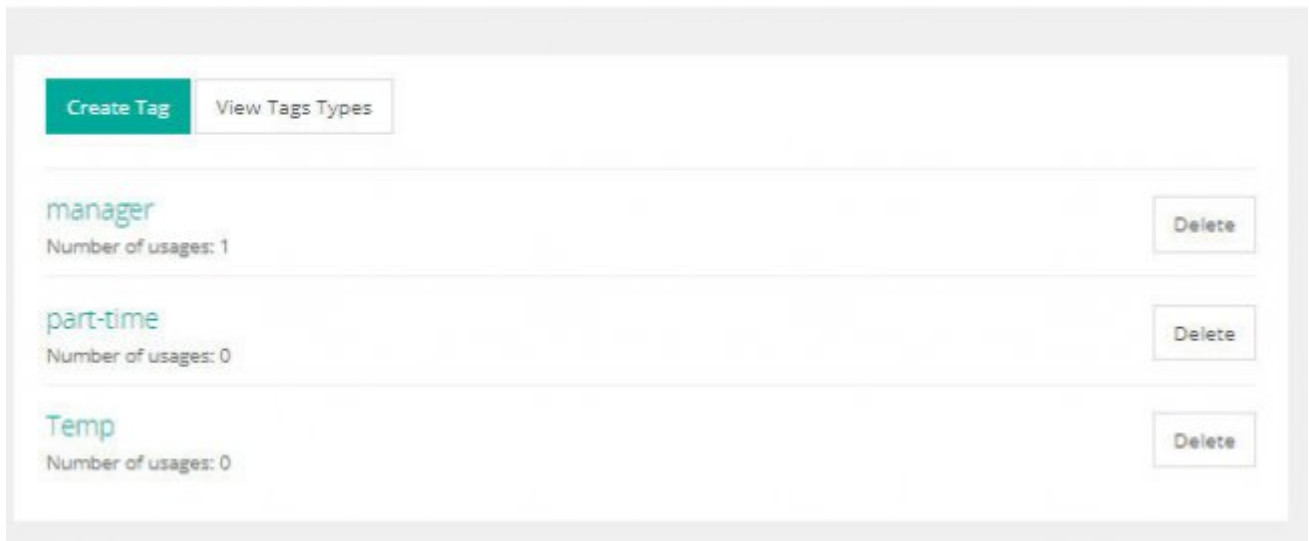 Create Tag View Tags Types
manager
Number of usages: 1
Delete
part-time
Number of usages: 0
Delete
Temp
Number of usages: 0
Delete